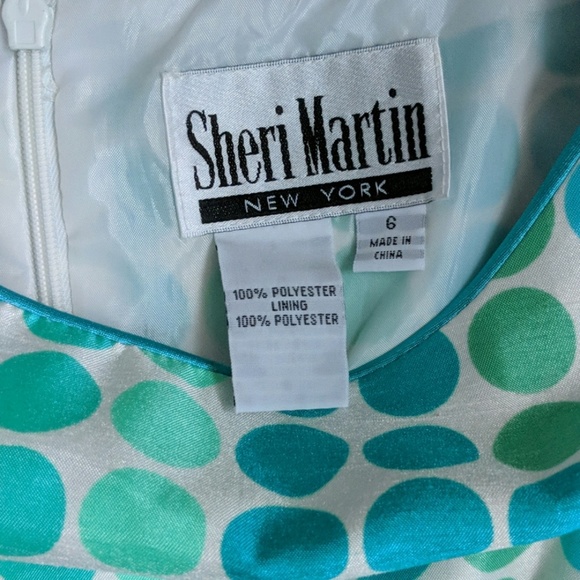 Sheri Martin
NEW YORK
6
MADE IN
CHINA
100% POLYESTER
LINING
100% POLYESTER